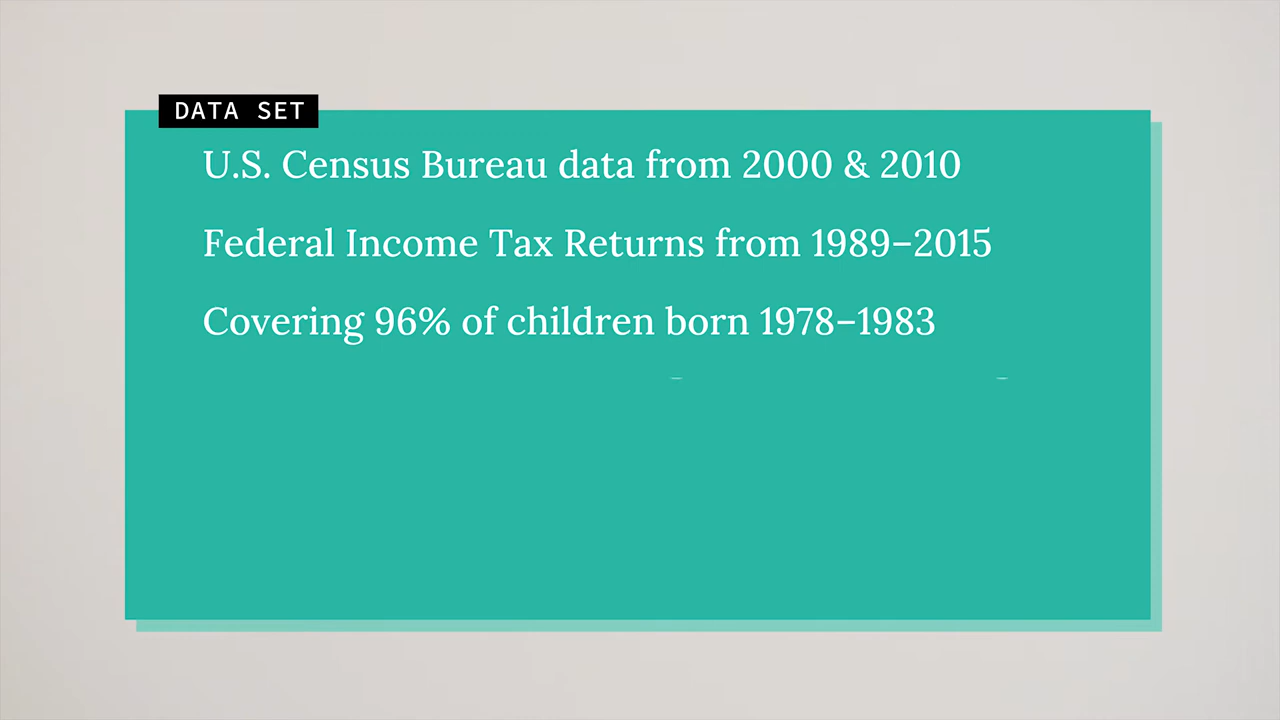 DATA SET
U.S. Census Bureau data from 2000 & 2010
Federal Income Tax Returns from 1989–2015
Covering 96% of children born 1978–1983